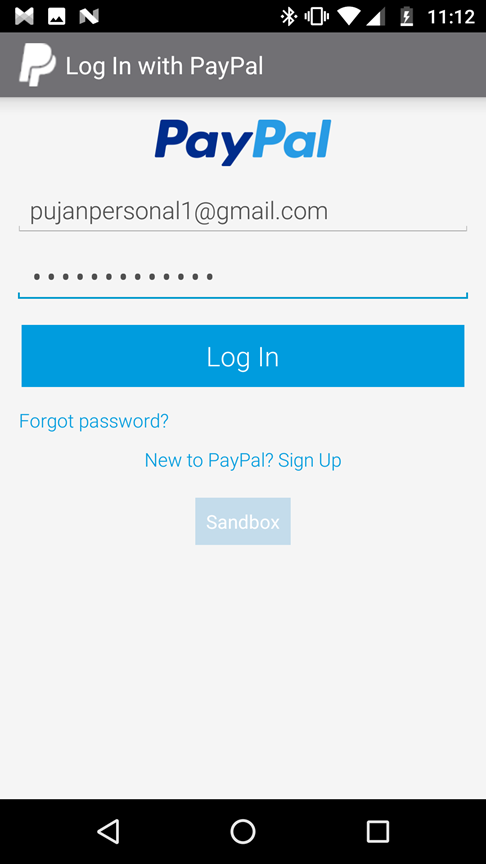 11:12
Log In with PayPal
PayPal
pujanpersonal1@gmail.com
•••••••••••••
Log In
Forgot password?
New to PayPal? Sign Up
Sandbox